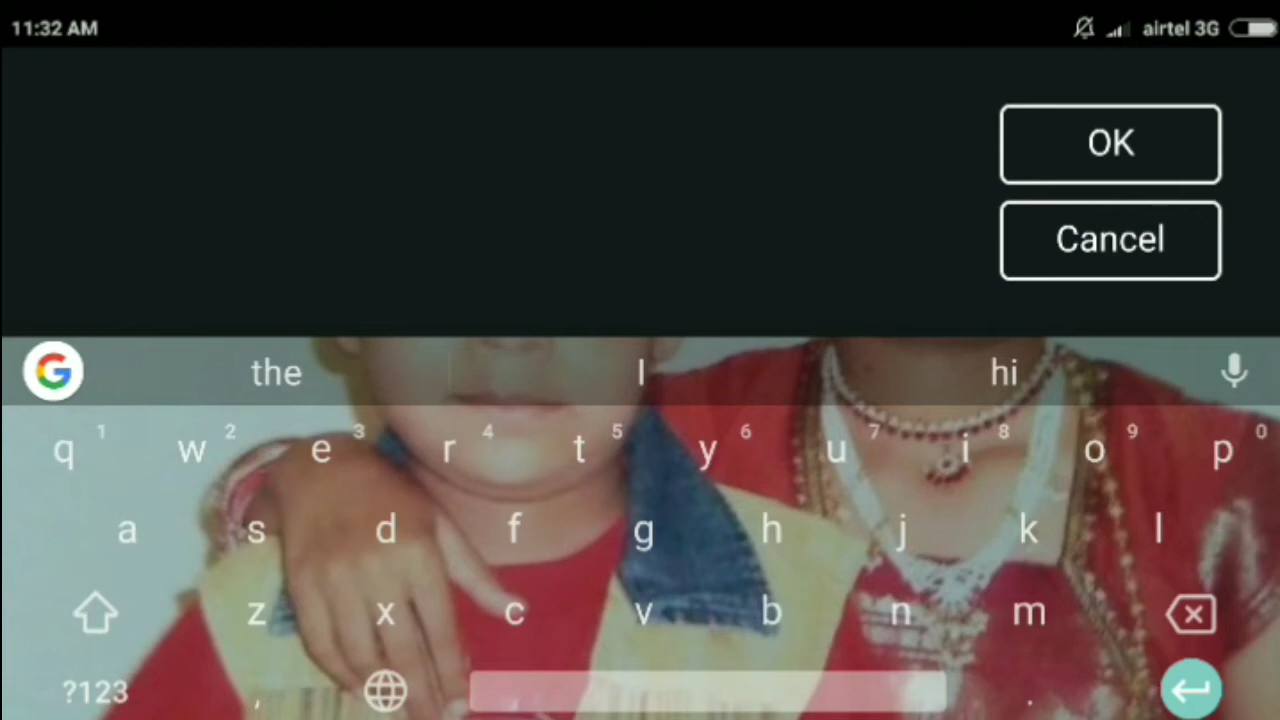 11:32 AM airtel 3G
OK
Cancel
G the I hi
q 1 w 2 e 3 r 4 t 5 y 6 u 7 i 8 o 9 p 0
a s d f g h j k l
z x c v b n m
?123 , .